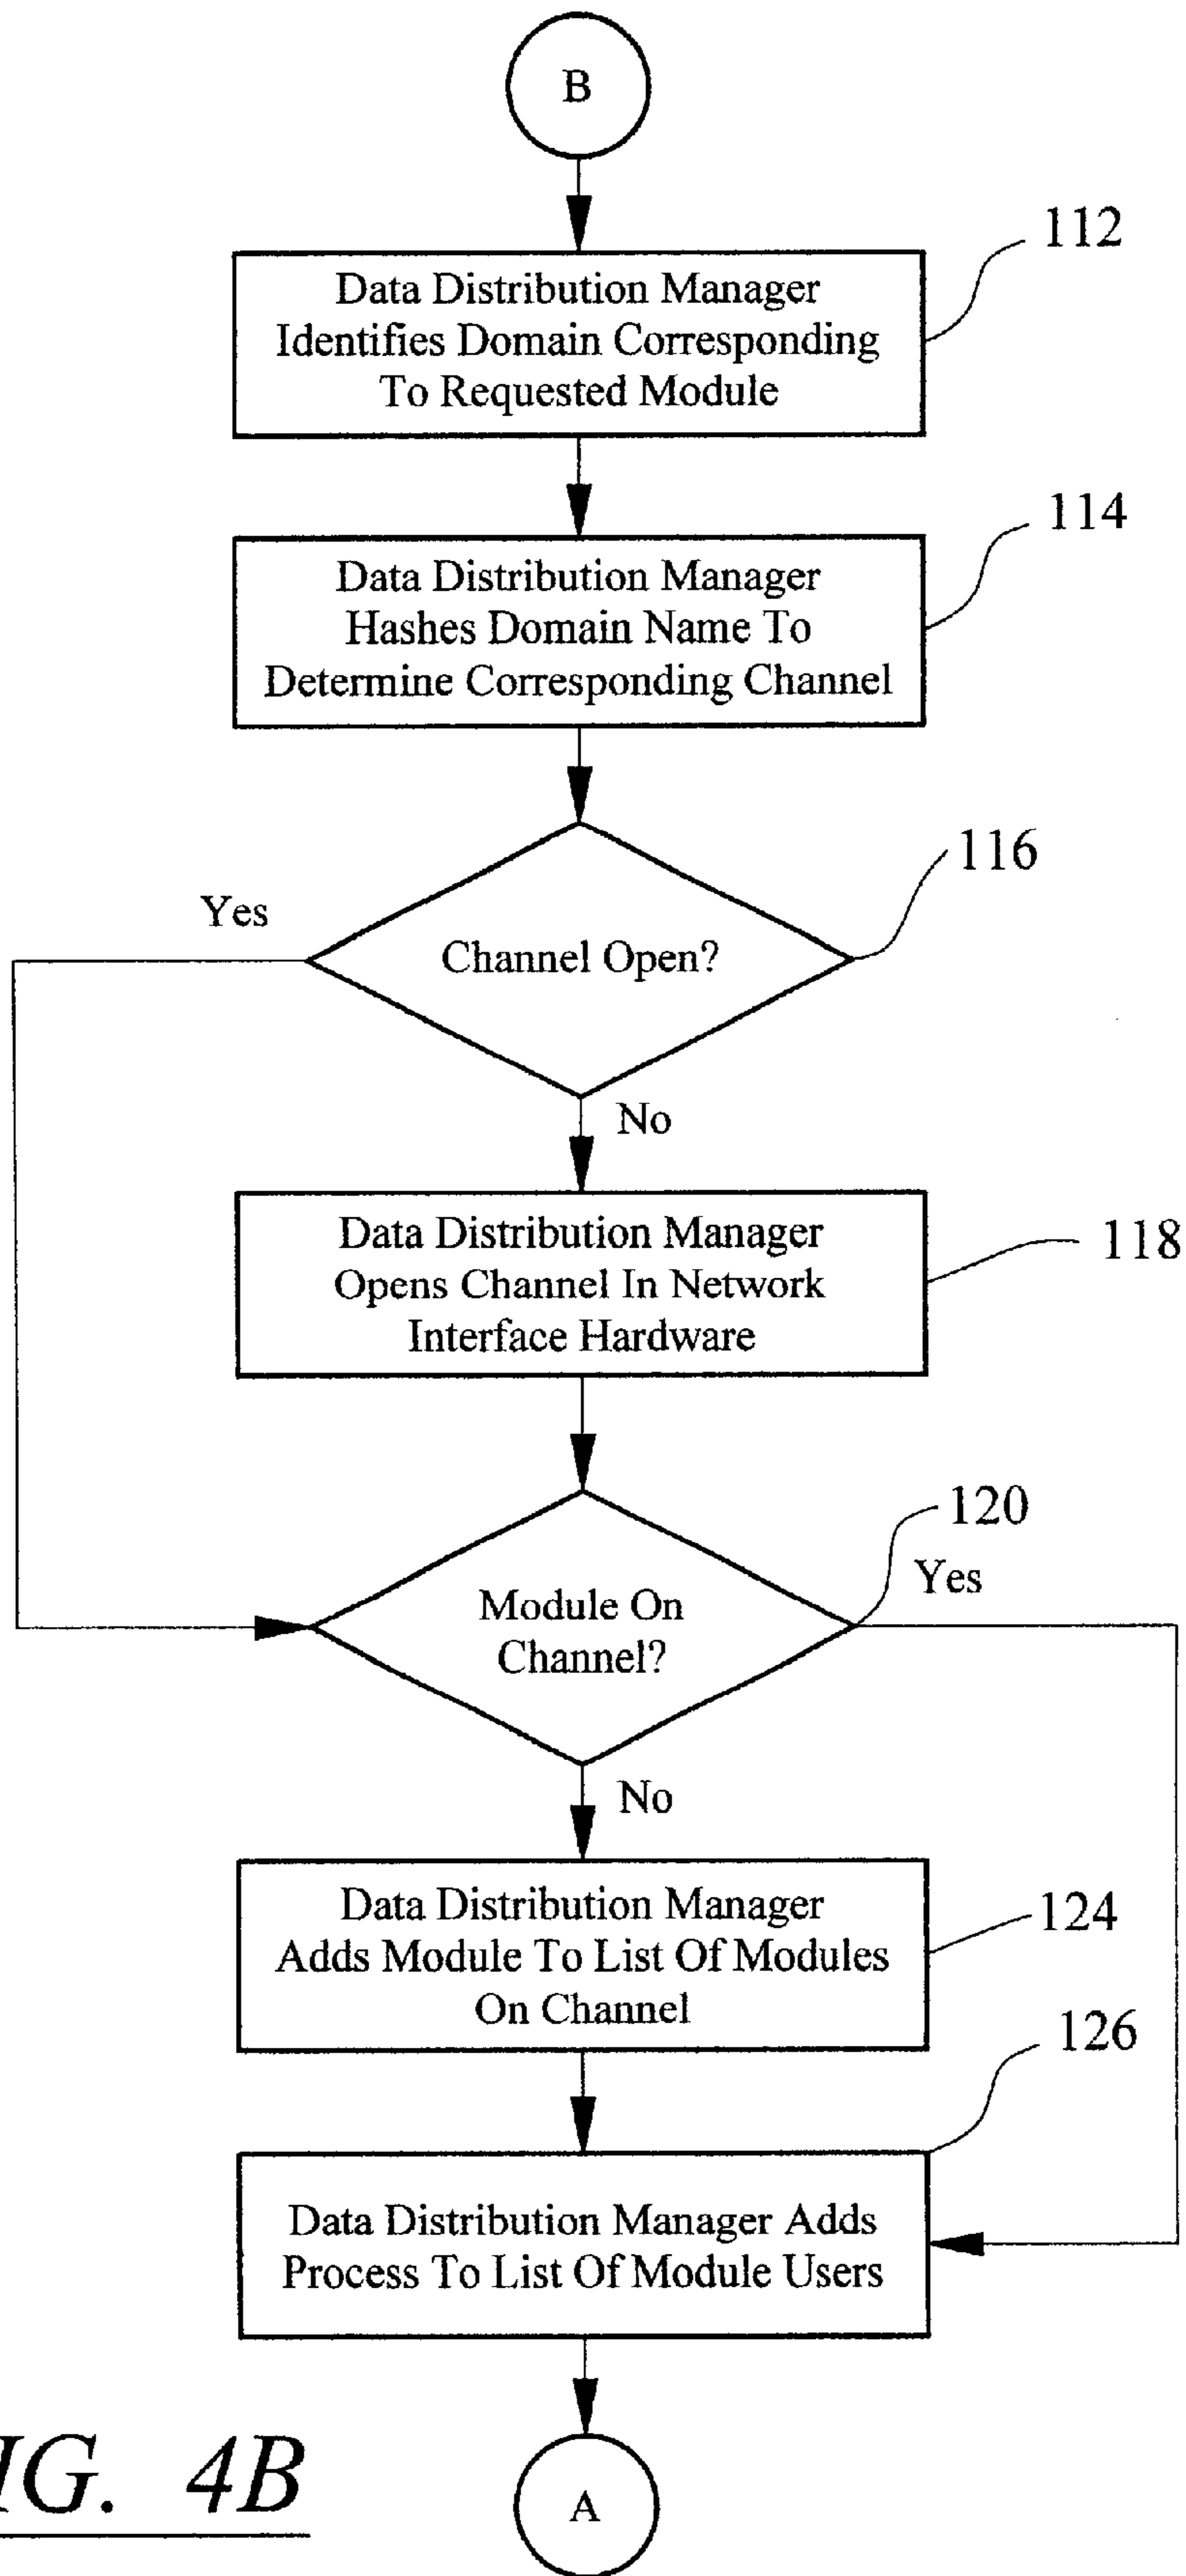 B
112
Data Distribution Manager
Identifies Domain Corresponding
To Requested Module
114
Data Distribution Manager
Hashes Domain Name To
Determine Corresponding Channel
116
Yes
Channel Open?
No
Data Distribution Manager
Opens Channel In Network
Interface Hardware
118
120
Yes
Module On
Channel?
No
Data Distribution Manager
Adds Module To List Of Modules
On Channel
124
126
Data Distribution Manager Adds
Process To List Of Module Users
IG. 4B
A